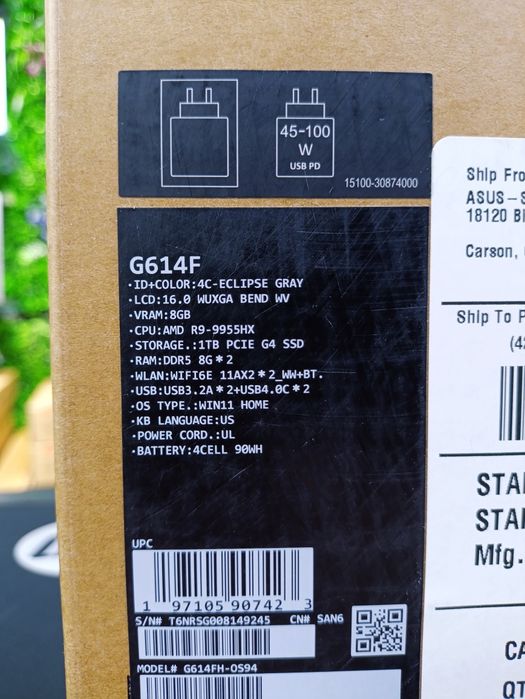 45-100
W
USB PD
15100-30874000
G614F
·ID+COLOR:4C-ECLIPSE GRAY
·LCD:16.0 WUXGA BEND WV
·VRAM:8GB
·CPU:AMD R9-9955HX
·STORAGE.:1TB PCIE G4 SSD
·RAM:DDR5 8G*2
·WLAN:WIFI6E 11AX2*2_WW+BT.
·USB:USB3.2A*2+USB4.0C*2
·OS TYPE.:WIN11 HOME
·KB LANGUAGE:US
·POWER CORD.:UL
·BATTERY:4CELL 90WH
UPC
1 97105 90742 3
S/N# T6NRSG008149245 CN# SAN6
MODEL# G614FH-OS94
Ship Fro
ASUS-S
18120 B
Carson,
Ship To P
(42
STA
STA
Mfg.
CA
QT